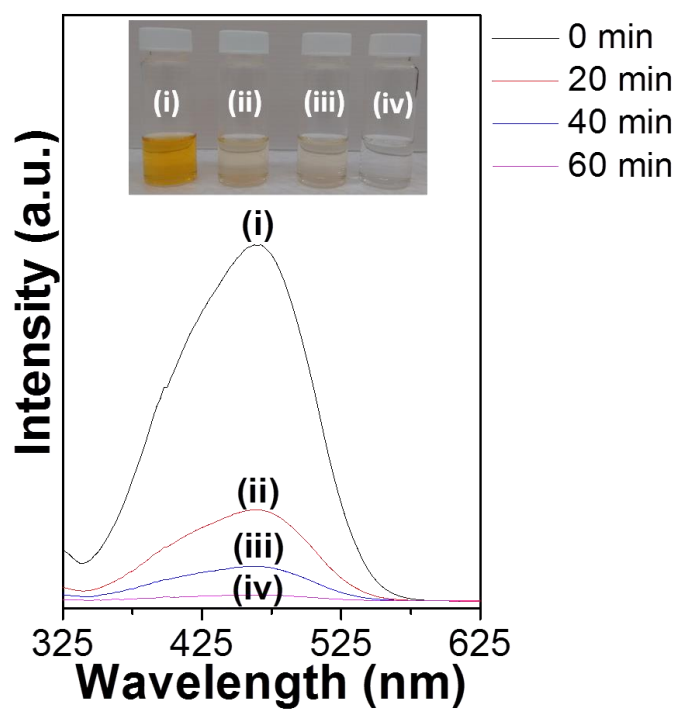 (i) (ii) (iii) (iv)
0 min
20 min
40 min
60 min
(i)
(ii)
(iii)
(iv)
Intensity (a.u.)
325 425 525 625
Wavelength (nm)